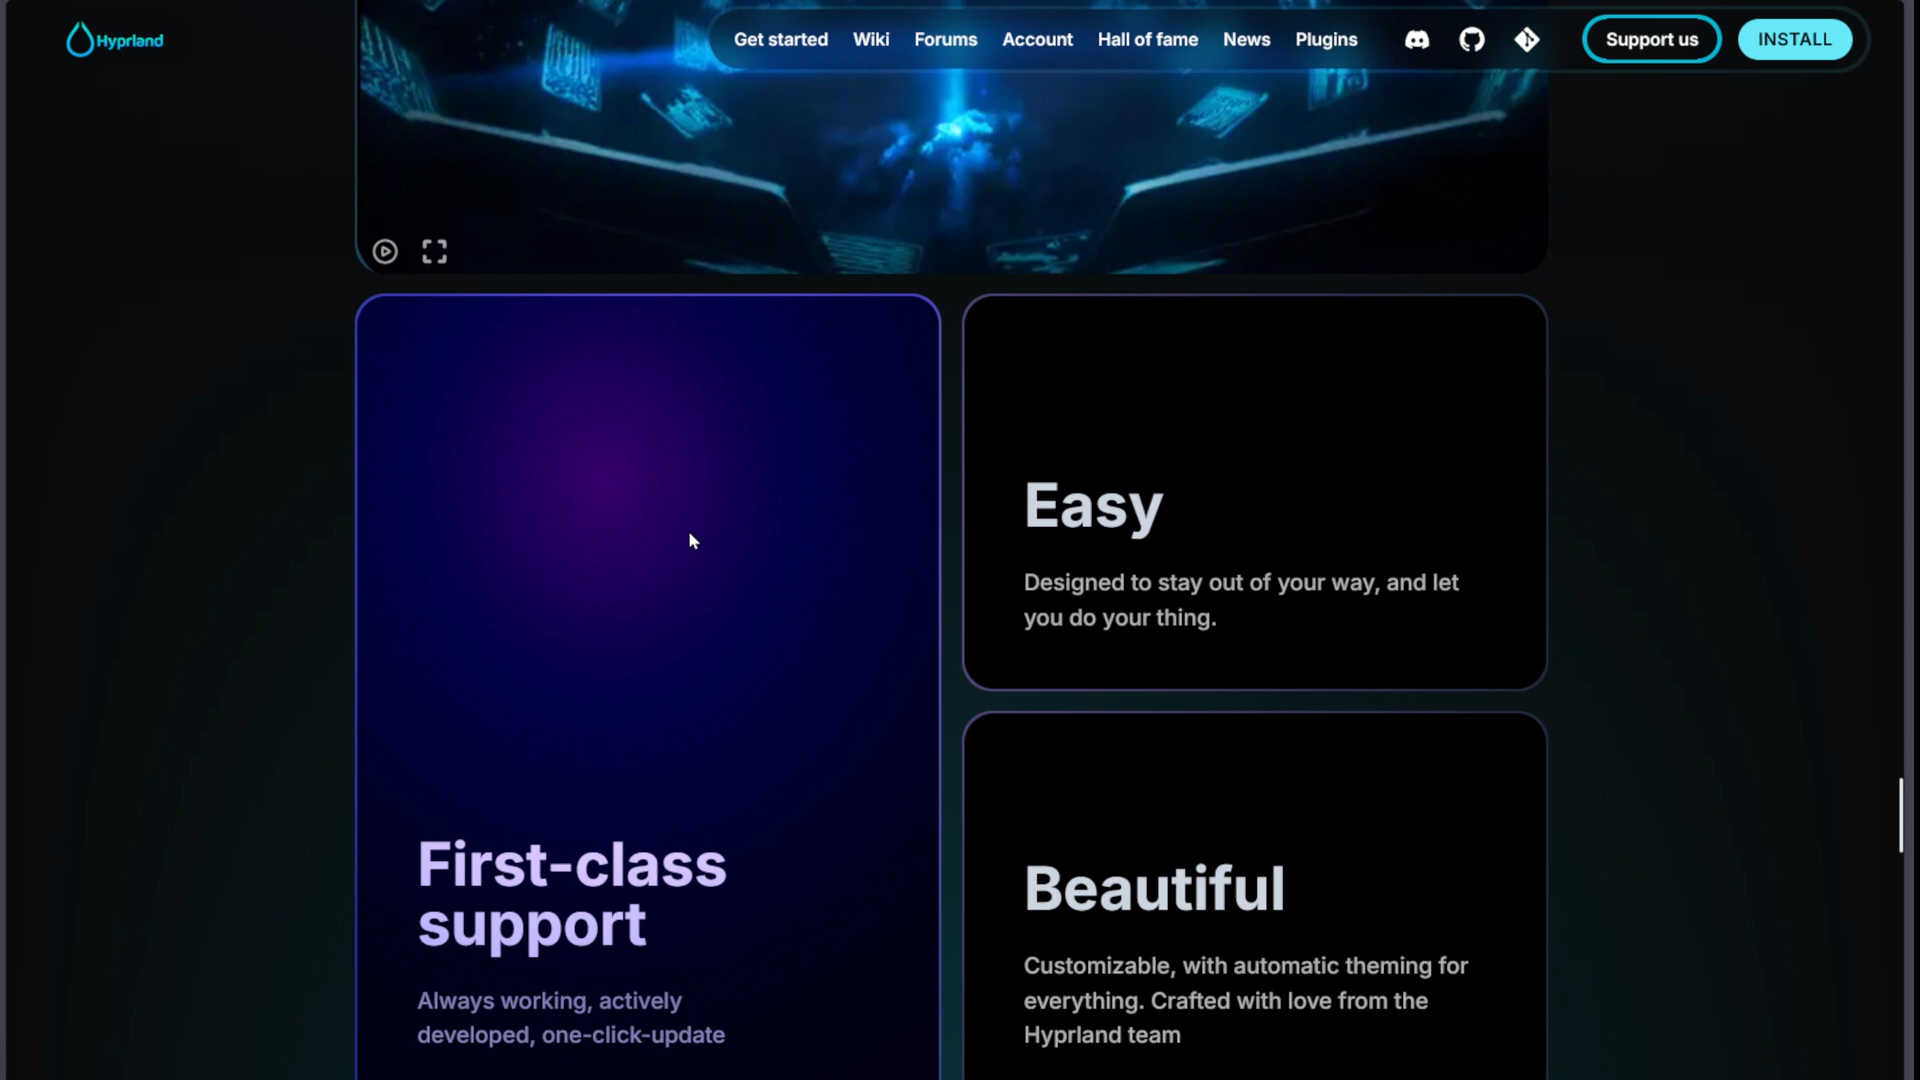 Hyprland
Get started Wiki Forums Account Hall of fame News Plugins Support us INSTALL
Easy
Designed to stay out of your way, and let
you do your thing.
First-class
support
Always working, actively
developed, one-click-update
Beautiful
Customizable, with automatic theming for
everything. Crafted with love from the
Hyprland team